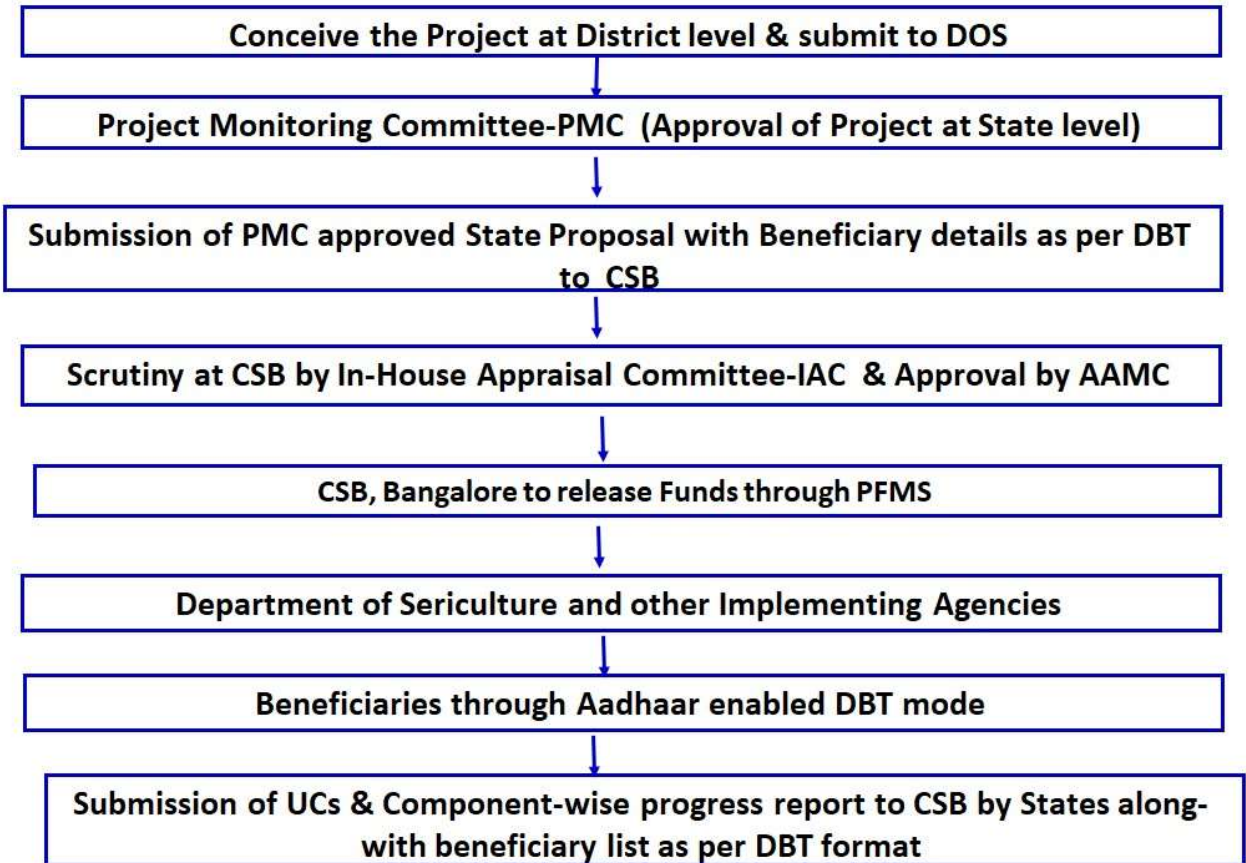 Conceive the Project at District level & submit to DOS
Project Monitoring Committee-PMC (Approval of Project at State level)
Submission of PMC approved State Proposal with Beneficiary details as per DBT
to CSB
Scrutiny at CSB by In-House Appraisal Committee-IAC & Approval by AAMC
CSB, Bangalore to release Funds through PFMS
Department of Sericulture and other Implementing Agencies
Beneficiaries through Aadhaar enabled DBT mode
Submission of UCs & Component-wise progress report to CSB by States along-
with beneficiary list as per DBT format